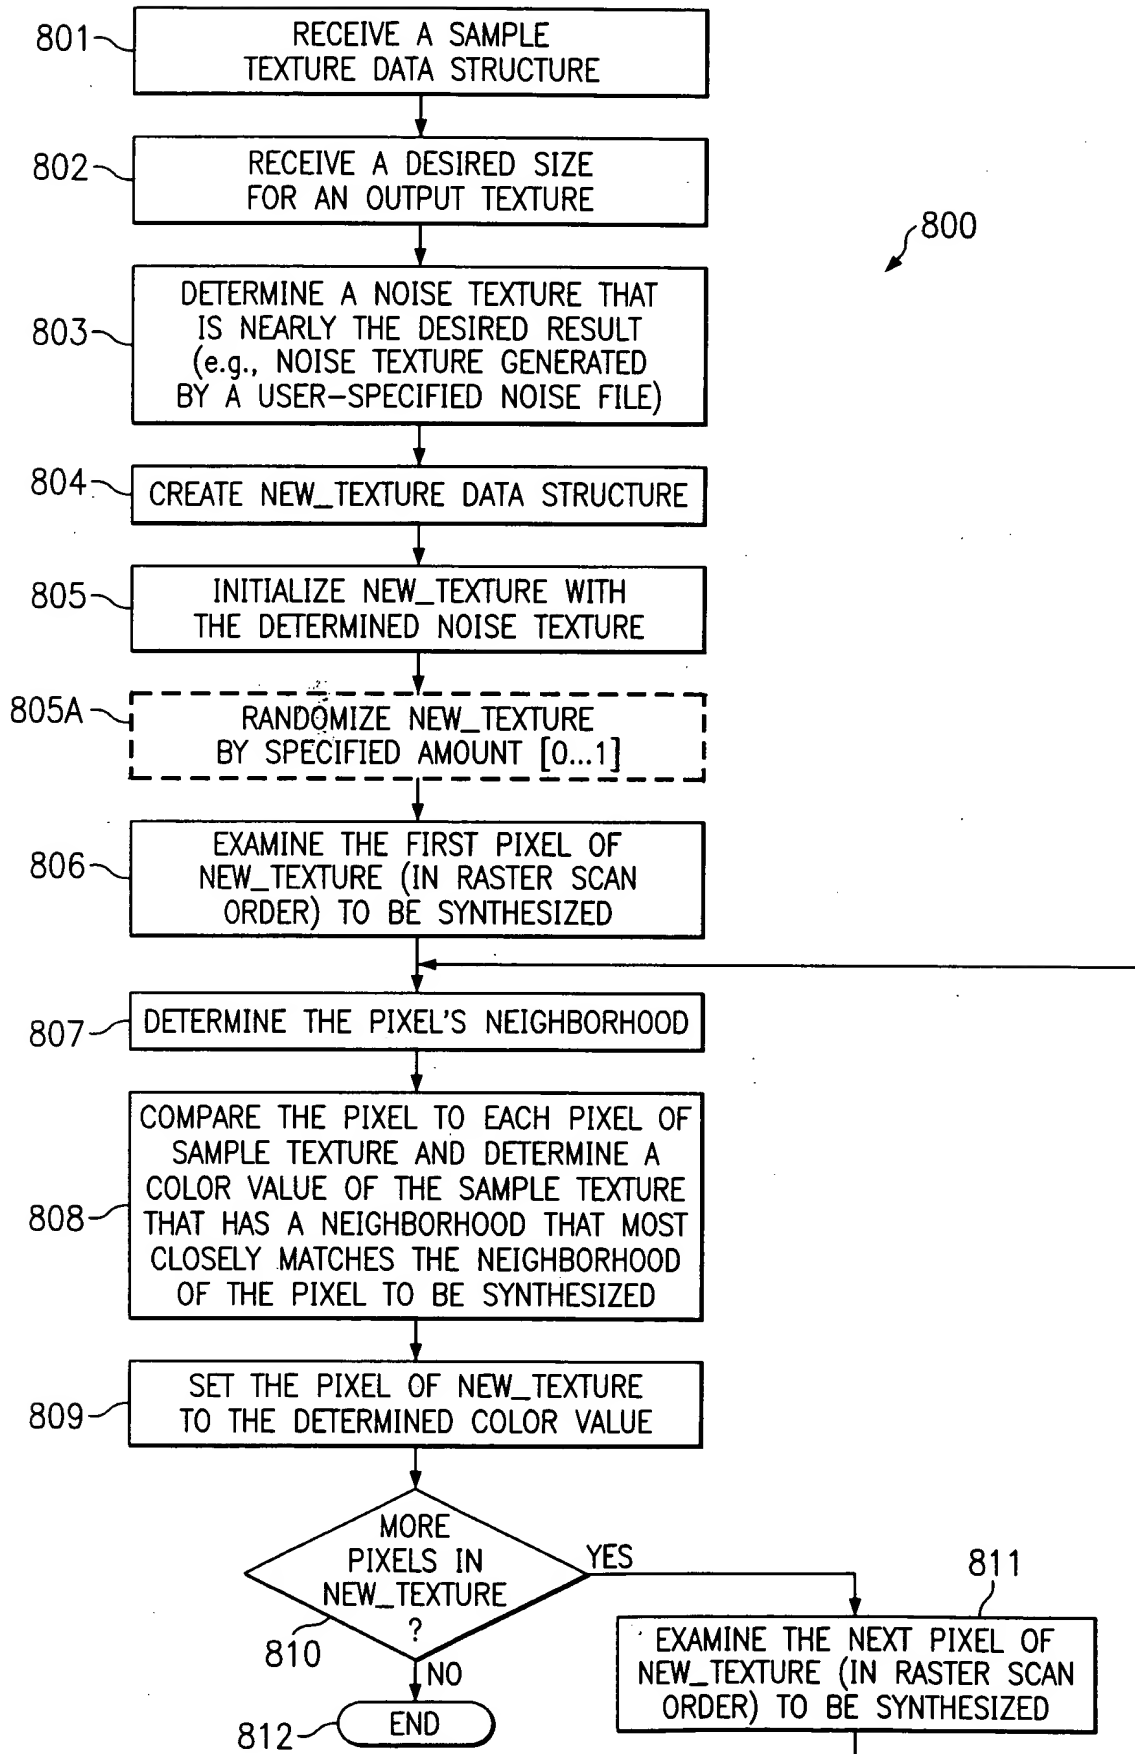 801
RECEIVE A SAMPLE
TEXTURE DATA STRUCTURE
802
RECEIVE A DESIRED SIZE
FOR AN OUTPUT TEXTURE
800
803
DETERMINE A NOISE TEXTURE THAT
IS NEARLY THE DESIRED RESULT
(e.g., NOISE TEXTURE GENERATED
BY A USER-SPECIFIED NOISE FILE)
804
CREATE NEW_TEXTURE DATA STRUCTURE
805
INITIALIZE NEW_TEXTURE WITH
THE DETERMINED NOISE TEXTURE
805A
RANDOMIZE NEW_TEXTURE
BY SPECIFIED AMOUNT [0...1]
806
EXAMINE THE FIRST PIXEL OF
NEW_TEXTURE (IN RASTER SCAN
ORDER) TO BE SYNTHESIZED
807
DETERMINE THE PIXEL'S NEIGHBORHOOD
808
COMPARE THE PIXEL TO EACH PIXEL OF
SAMPLE TEXTURE AND DETERMINE A
COLOR VALUE OF THE SAMPLE TEXTURE
THAT HAS A NEIGHBORHOOD THAT MOST
CLOSELY MATCHES THE NEIGHBORHOOD
OF THE PIXEL TO BE SYNTHESIZED
809
SET THE PIXEL OF NEW_TEXTURE
TO THE DETERMINED COLOR VALUE
810
MORE
PIXELS IN
NEW_TEXTURE
?
YES
NO
811
EXAMINE THE NEXT PIXEL OF
NEW_TEXTURE (IN RASTER SCAN
ORDER) TO BE SYNTHESIZED
812
END